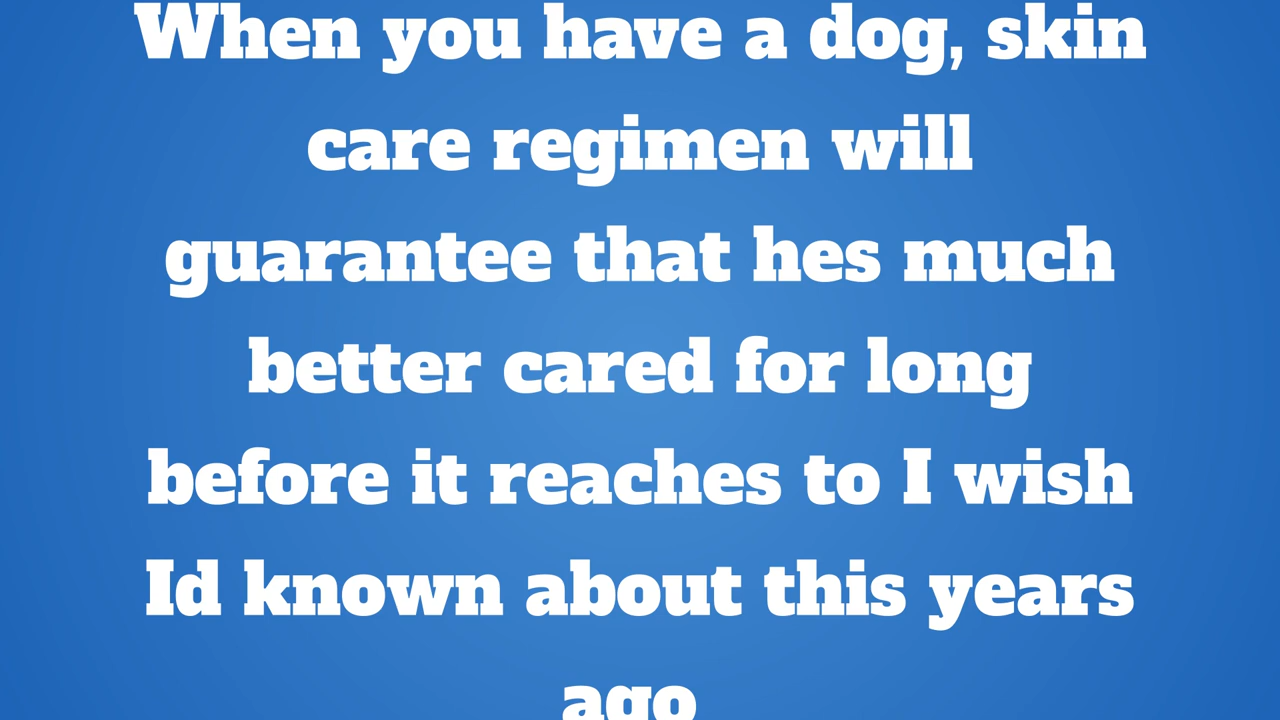 When you have a dog, skin
care regimen will
guarantee that hes much
better cared for long
before it reaches to I wish
Id known about this years
ago